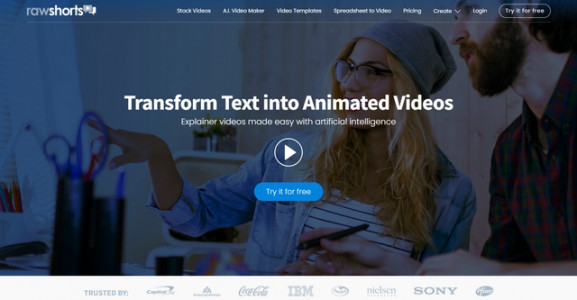 rawshorts
Stock Videos A.I. Video Maker Video Templates Spreadsheet to Video Pricing Create Login Try it for free
Transform Text into Animated Videos
Explainer videos made easy with artificial intelligence
Try it for free
TRUSTED BY: Capital One Coca-Cola IBM nielsen SONY Pfizer